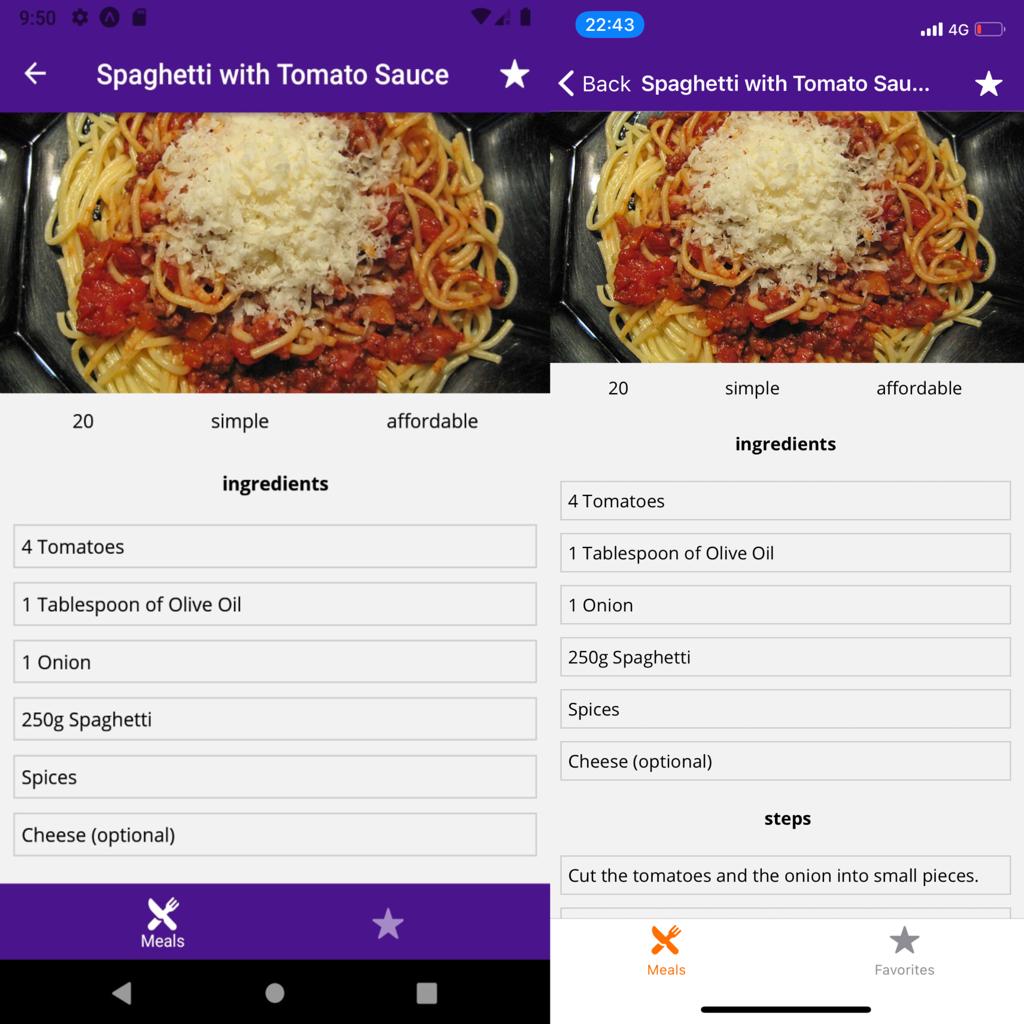 9:50
Spaghetti with Tomato Sauce
20 simple affordable
ingredients
4 Tomatoes
1 Tablespoon of Olive Oil
1 Onion
250g Spaghetti
Spices
Cheese (optional)
Meals
22:43
4G
Back Spaghetti with Tomato Sau...
20 simple affordable
ingredients
4 Tomatoes
1 Tablespoon of Olive Oil
1 Onion
250g Spaghetti
Spices
Cheese (optional)
steps
Cut the tomatoes and the onion into small pieces.
Meals Favorites